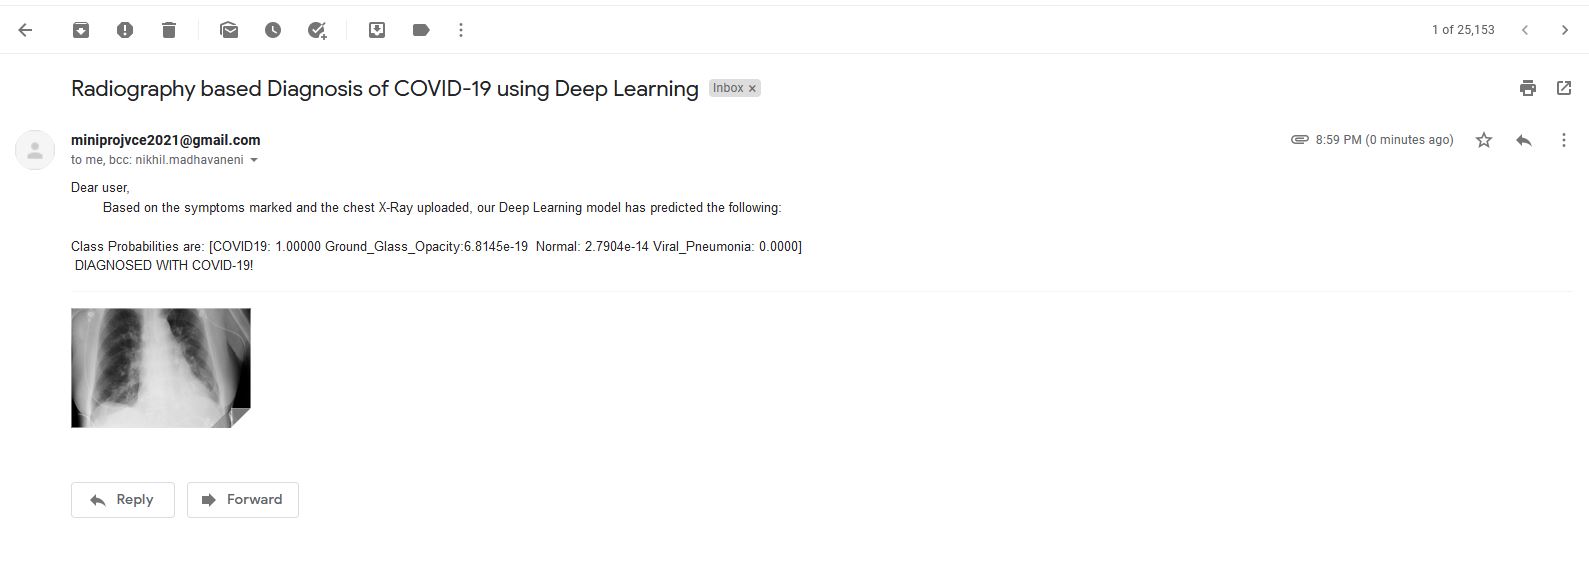 1 of 25,153
Radiography based Diagnosis of COVID-19 using Deep Learning Inbox ×
miniprojvce2021@gmail.com 8:59 PM (0 minutes ago)
to me, bcc: nikhil.madhavaneni
Dear user,
Based on the symptoms marked and the chest X-Ray uploaded, our Deep Learning model has predicted the following:
Class Probabilities are: [COVID19: 1.00000 Ground_Glass_Opacity:6.8145e-19 Normal: 2.7904e-14 Viral_Pneumonia: 0.0000]
DIAGNOSED WITH COVID-19!
Reply Forward